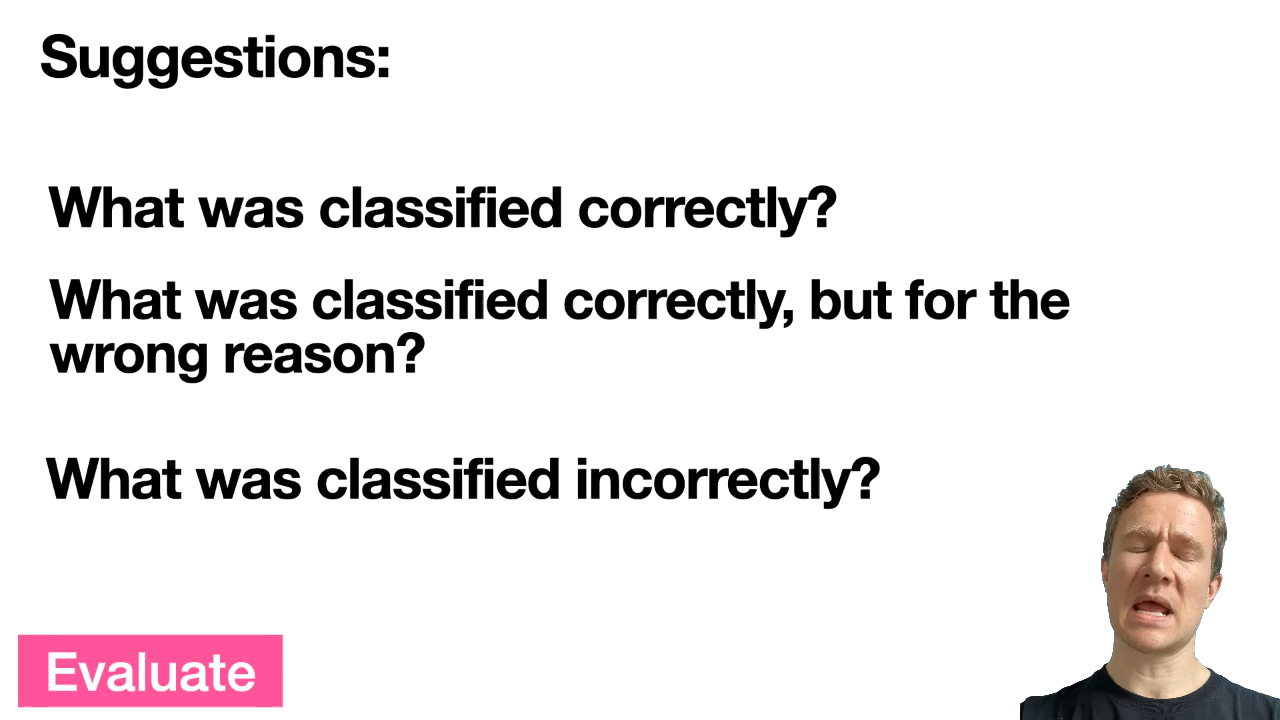 Suggestions:
What was classified correctly?
What was classified correctly, but for the
wrong reason?
What was classified incorrectly?
Evaluate